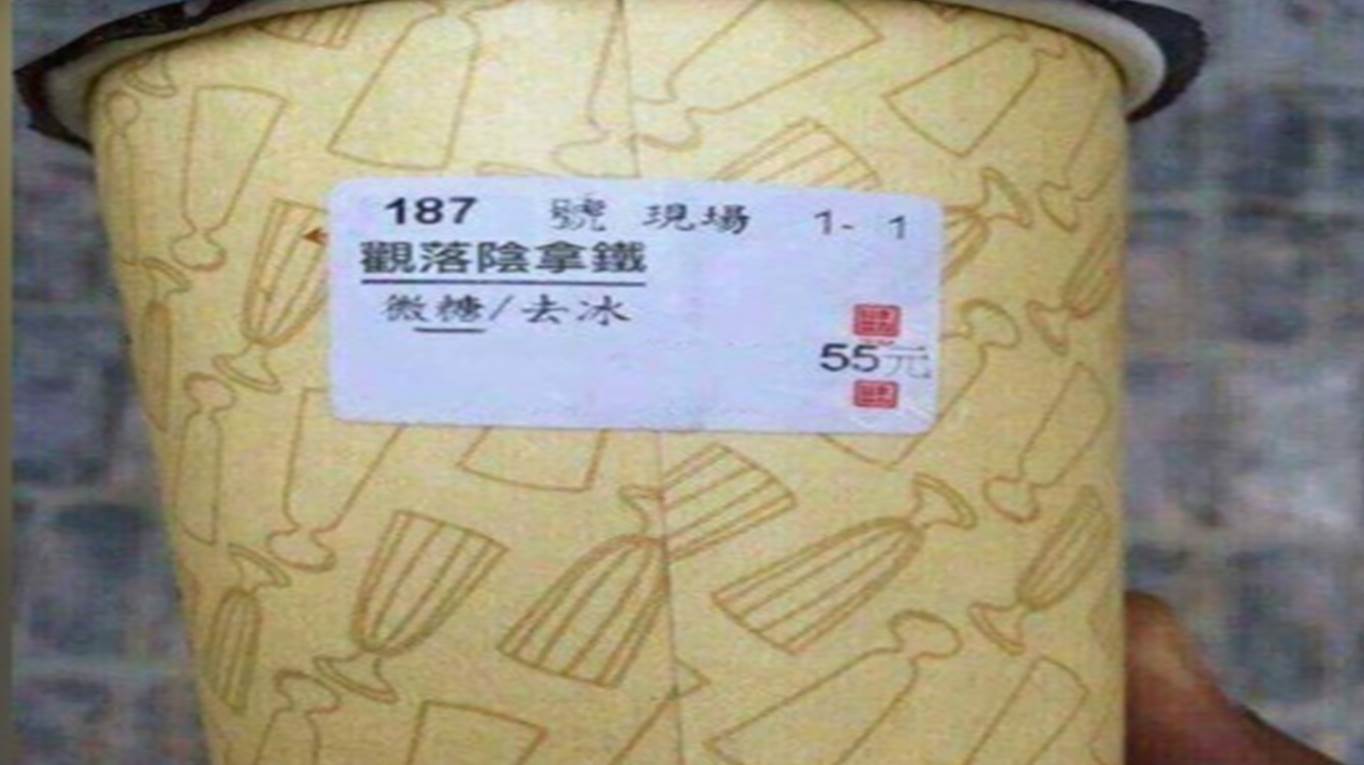 187 號 現場 1- 1
觀落陰拿鐵
微糖/去冰
55元